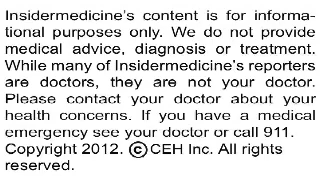 Insidermedicine's content is for informa-
tional purposes only. We do not provide
medical advice, diagnosis or treatment.
While many of Insidermedicine's reporters
are doctors, they are not your doctor.
Please contact your doctor about your
health concerns. If you have a medical
emergency see your doctor or call 911.
Copyright 2012. ©CEH Inc. All rights
reserved.